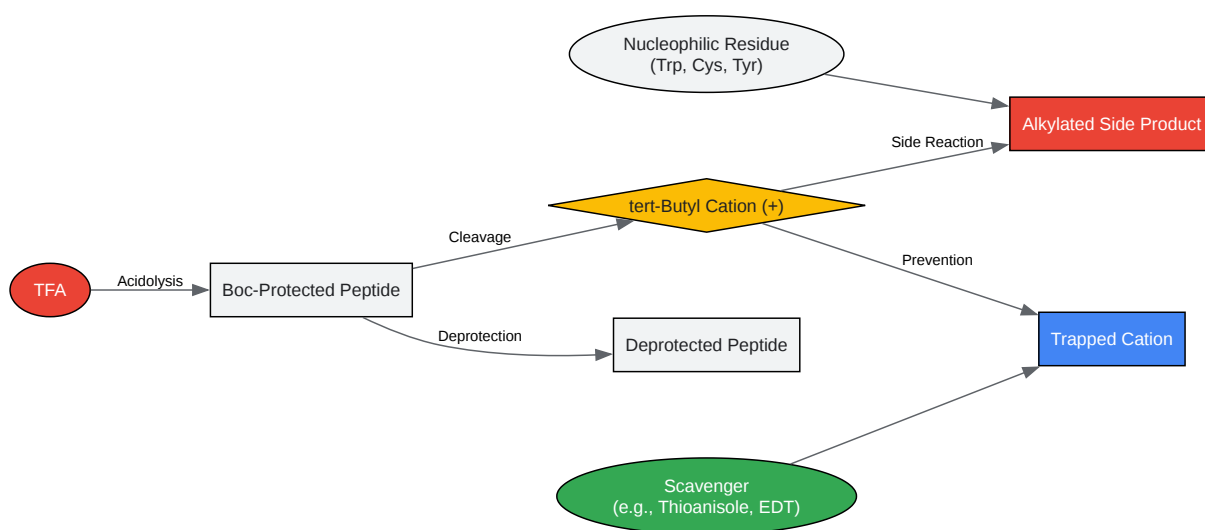 Nucleophilic Residue
(Trp, Cys, Tyr)
Alkylated Side Product
Side Reaction
tert-Butyl Cation (+)
Cleavage
Prevention
TFA
Acidolysis
Boc-Protected Peptide
Deprotection
Deprotected Peptide
Trapped Cation
Scavenger
(e.g., Thioanisole, EDT)